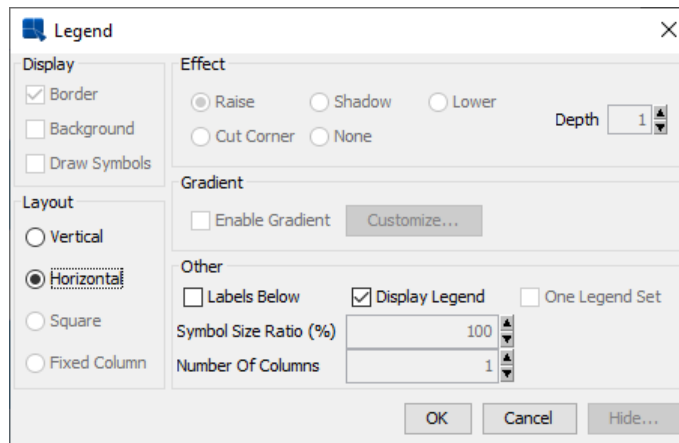 Legend
Display
Border
Background
Draw Symbols
Effect
Raise
Shadow
Lower
Cut Corner
None
Depth 1
Gradient
Enable Gradient
Customize...
Layout
Vertical
Horizontal
Square
Fixed Column
Other
Labels Below
Display Legend
One Legend Set
Symbol Size Ratio (%) 100
Number Of Columns 1
OK
Cancel
Hide...